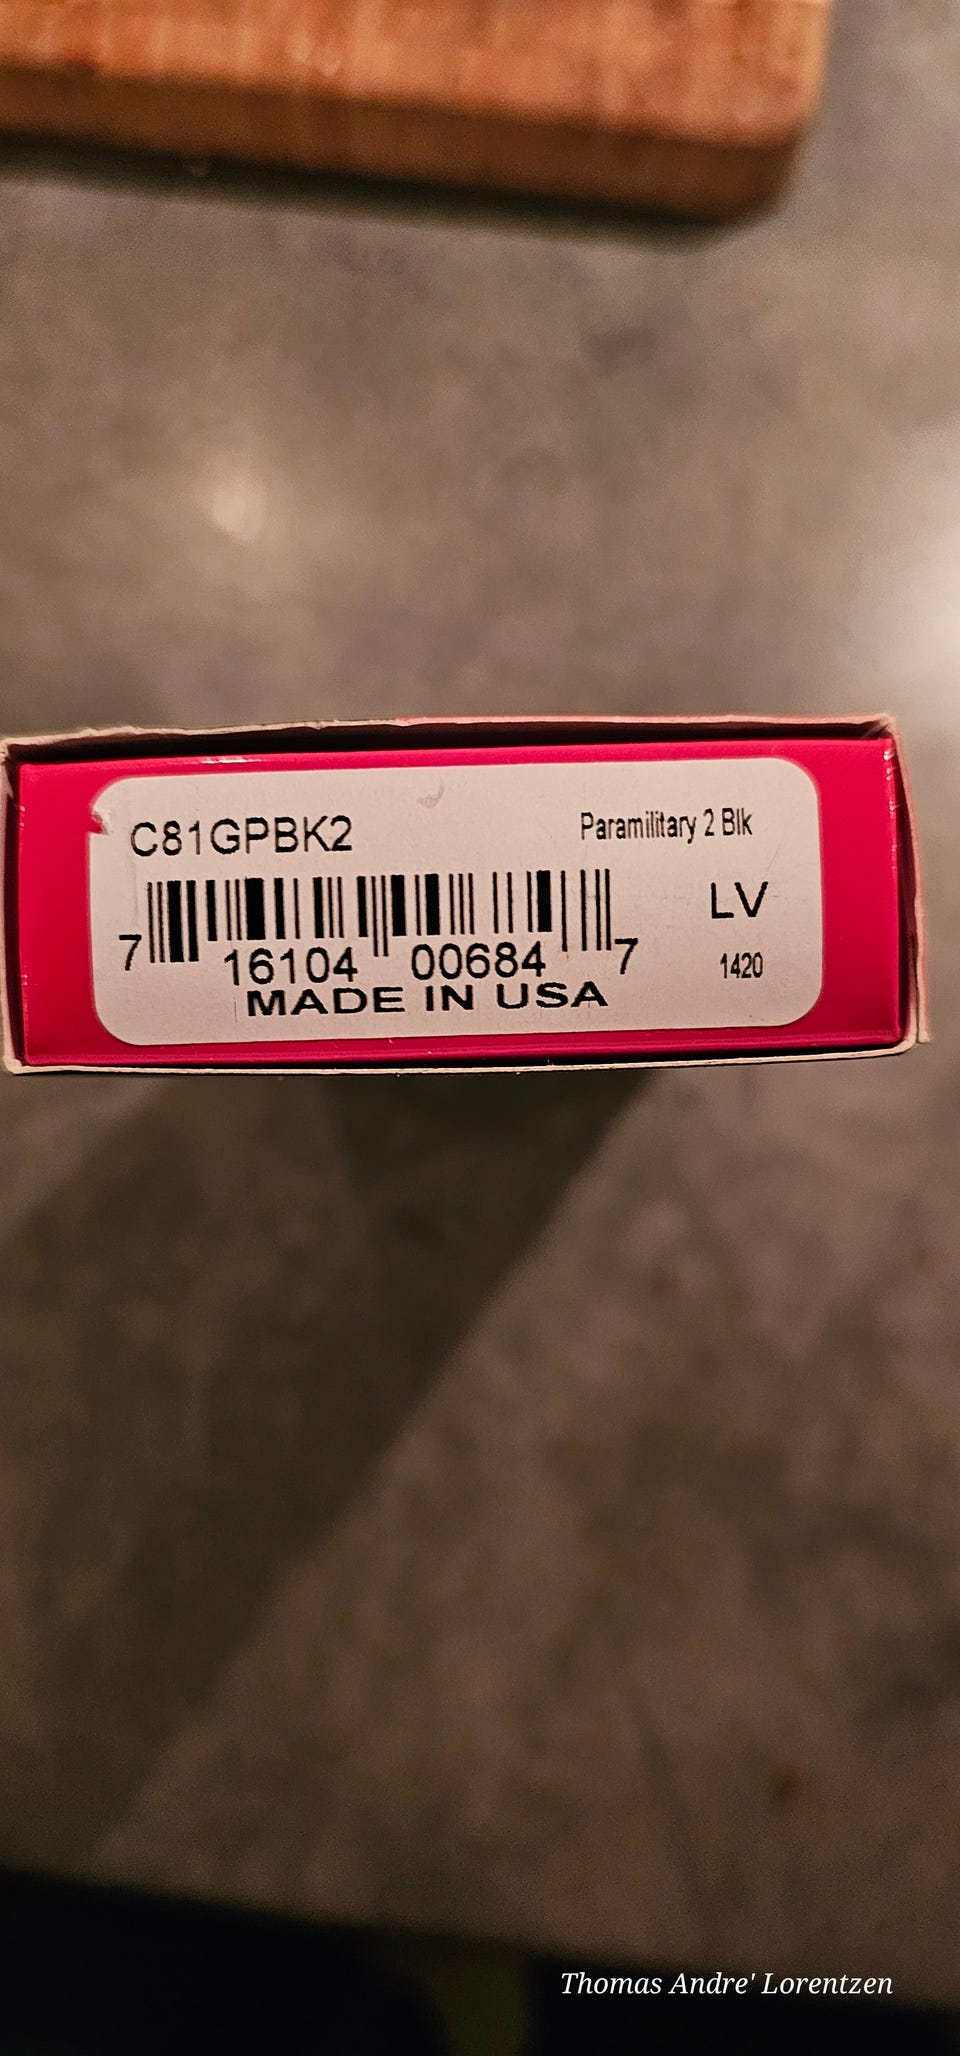 C81GPBK2 Paramilitary 2 Blk
LV
7 16104 00684 7 1420
MADE IN USA
Thomas Andre' Lorentzen